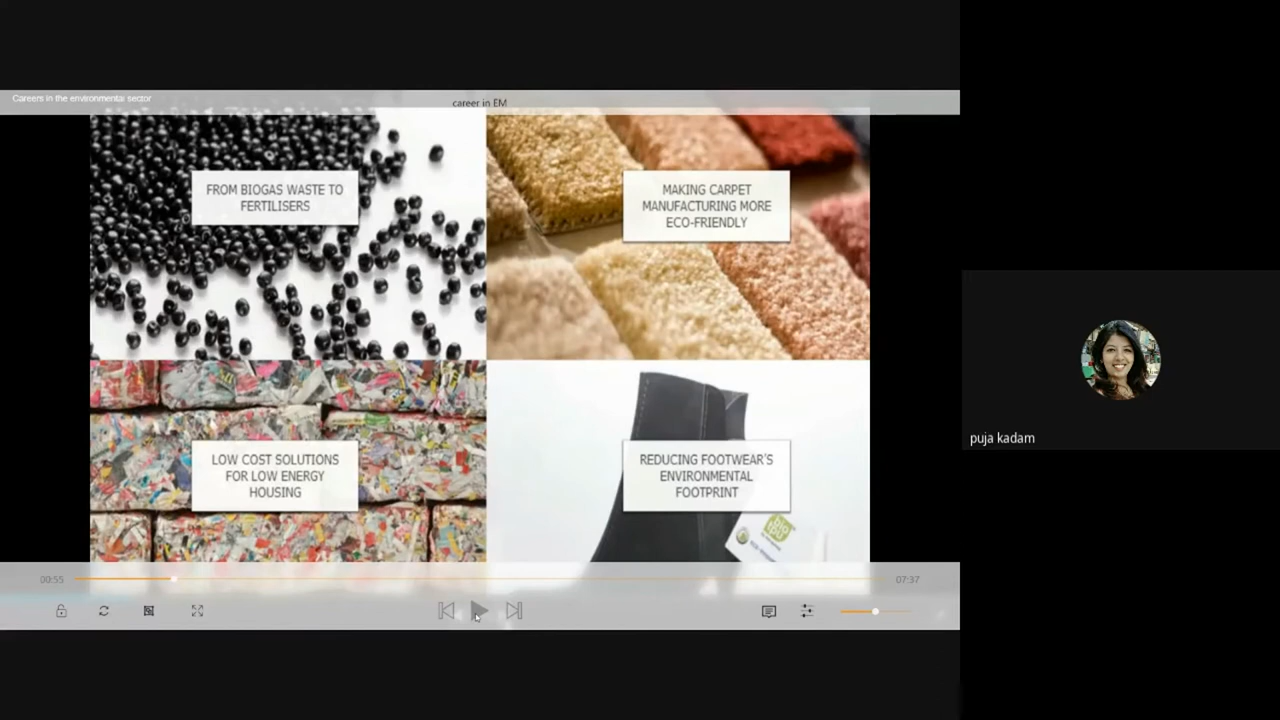 Careers in the environmental sector
career in EM
FROM BIOGAS WASTE TO
FERTILISERS
MAKING CARPET
MANUFACTURING MORE
ECO-FRIENDLY
LOW COST SOLUTIONS
FOR LOW ENERGY
HOUSING
REDUCING FOOTWEAR'S
ENVIRONMENTAL
FOOTPRINT
00:55
07:37
puja kadam